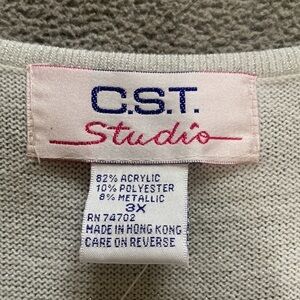 C.S.T.
Studio
82% ACRYLIC
10% POLYESTER
8% METALLIC
3X
RN 74702
MADE IN HONG KONG
CARE ON REVERSE